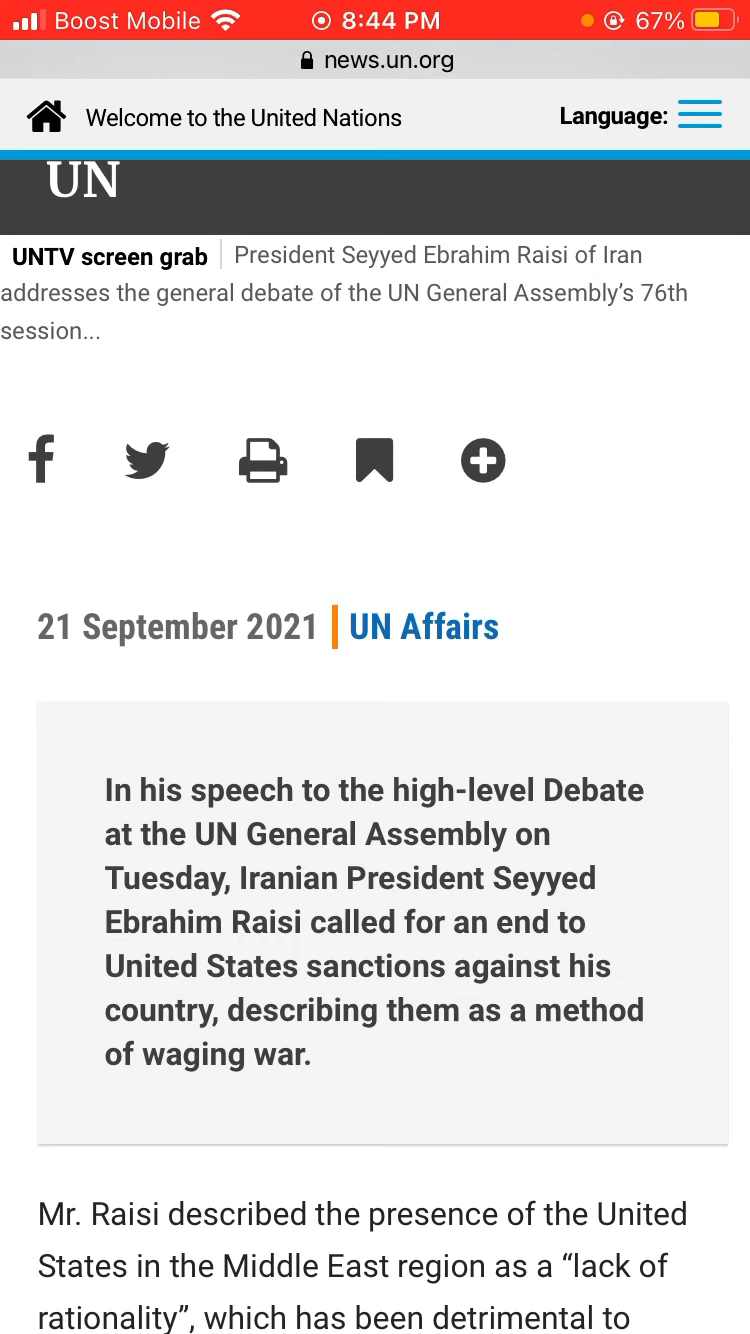 Boost Mobile 8:44 PM 67%
news.un.org
Welcome to the United Nations Language:
UN
UNTV screen grab President Seyyed Ebrahim Raisi of Iran
addresses the general debate of the UN General Assembly’s 76th
session...
21 September 2021 UN Affairs
In his speech to the high-level Debate
at the UN General Assembly on
Tuesday, Iranian President Seyyed
Ebrahim Raisi called for an end to
United States sanctions against his
country, describing them as a method
of waging war.
Mr. Raisi described the presence of the United
States in the Middle East region as a “lack of
rationality”, which has been detrimental to